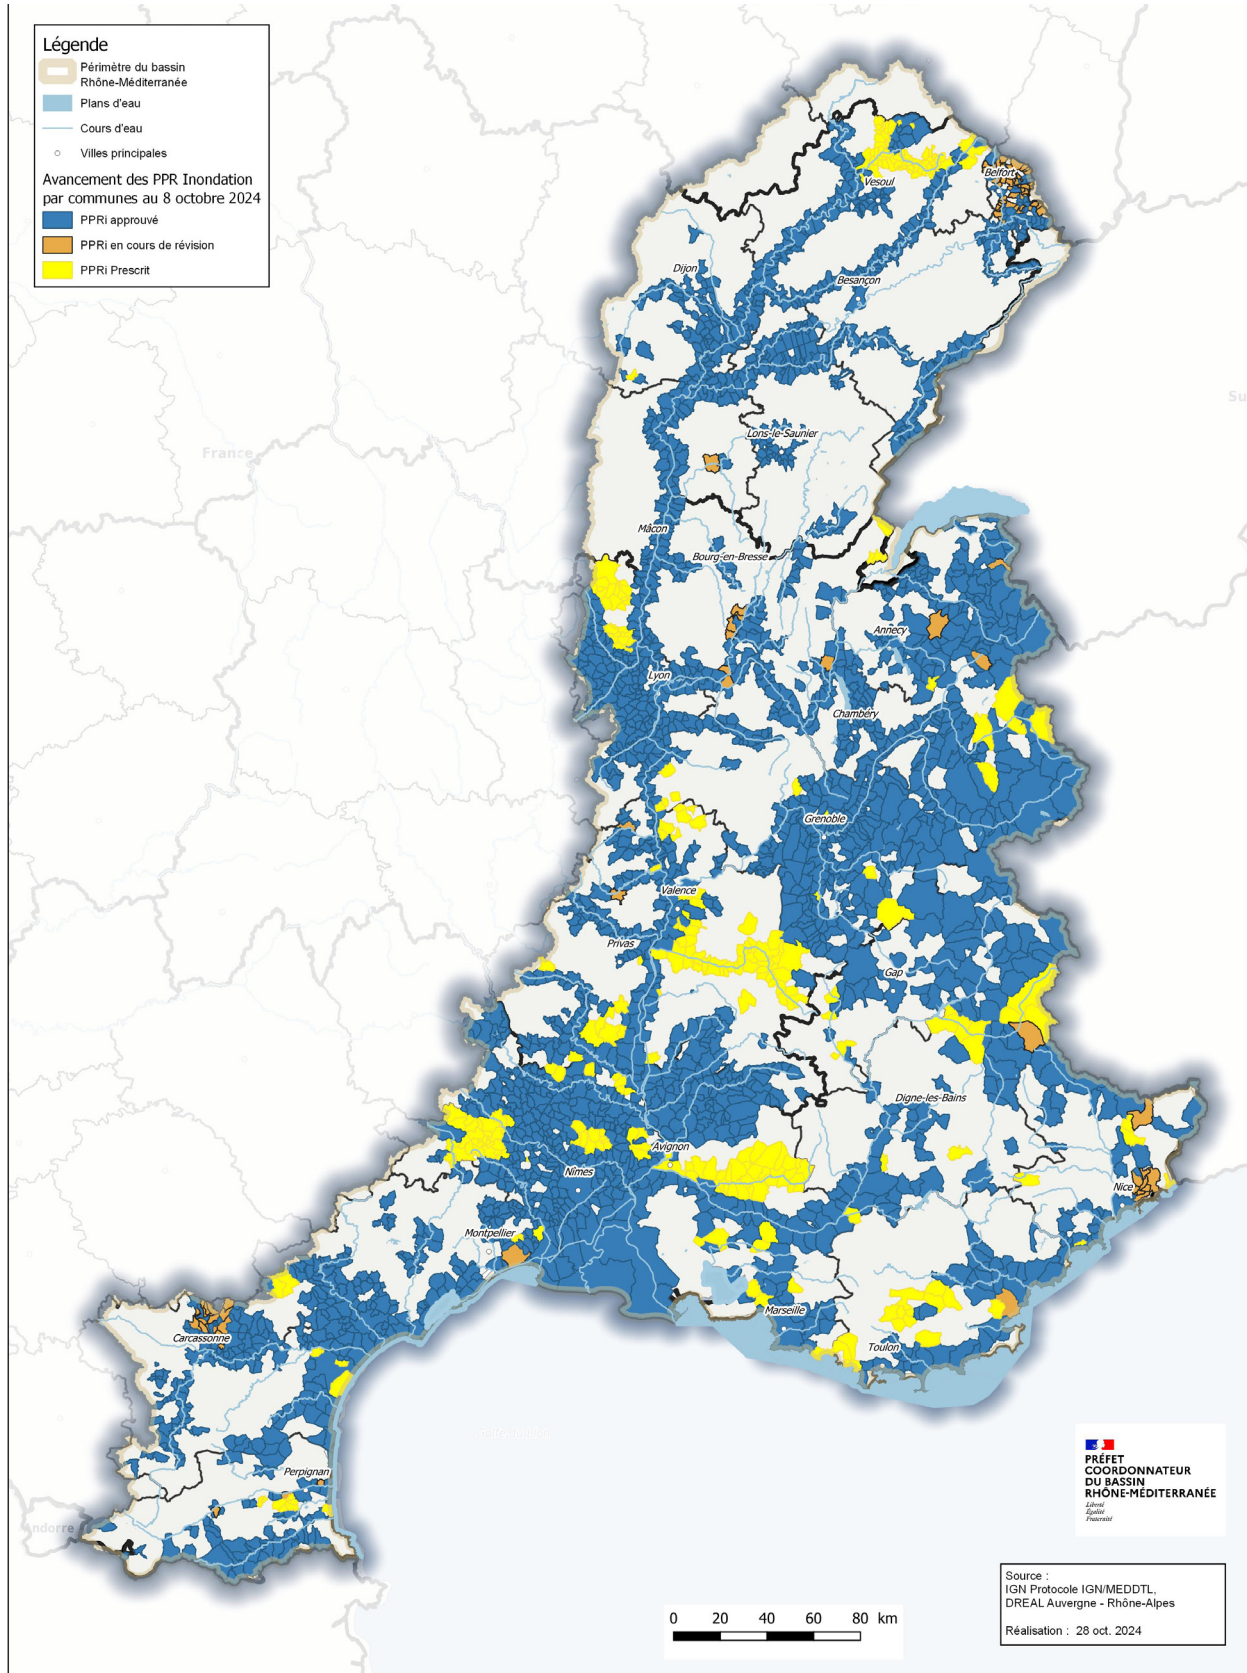 Légende
Périmètre du bassin
Rhône-Méditerranée
Plans d'eau
Cours d'eau
Villes principales
Avancement des PPR Inondation
par communes au 8 octobre 2024
PPRi approuvé
PPRi en cours de révision
PPRi Prescrit
Belfort
Vesoul
Dijon
Besançon
Su
Lons-le-Saunier
France
Mâcon
Bourg-en-Bresse
Annecy
Lyon
Chambéry
Grenoble
Valence
Privas
Gap
Digne-les-Bains
Avignon
Nîmes
Nice
Montpellier
Marseille
Carcassonne
Toulon
Perpignan
Andorre
PRÉFET
COORDONNATEUR
DU BASSIN
RHÔNE-MÉDITERRANÉE
Liberté
Égalité
Fraternité
0 20 40 60 80 km
Source :
IGN Protocole IGN/MEDDTL,
DREAL Auvergne - Rhône-Alpes
Réalisation : 28 oct. 2024